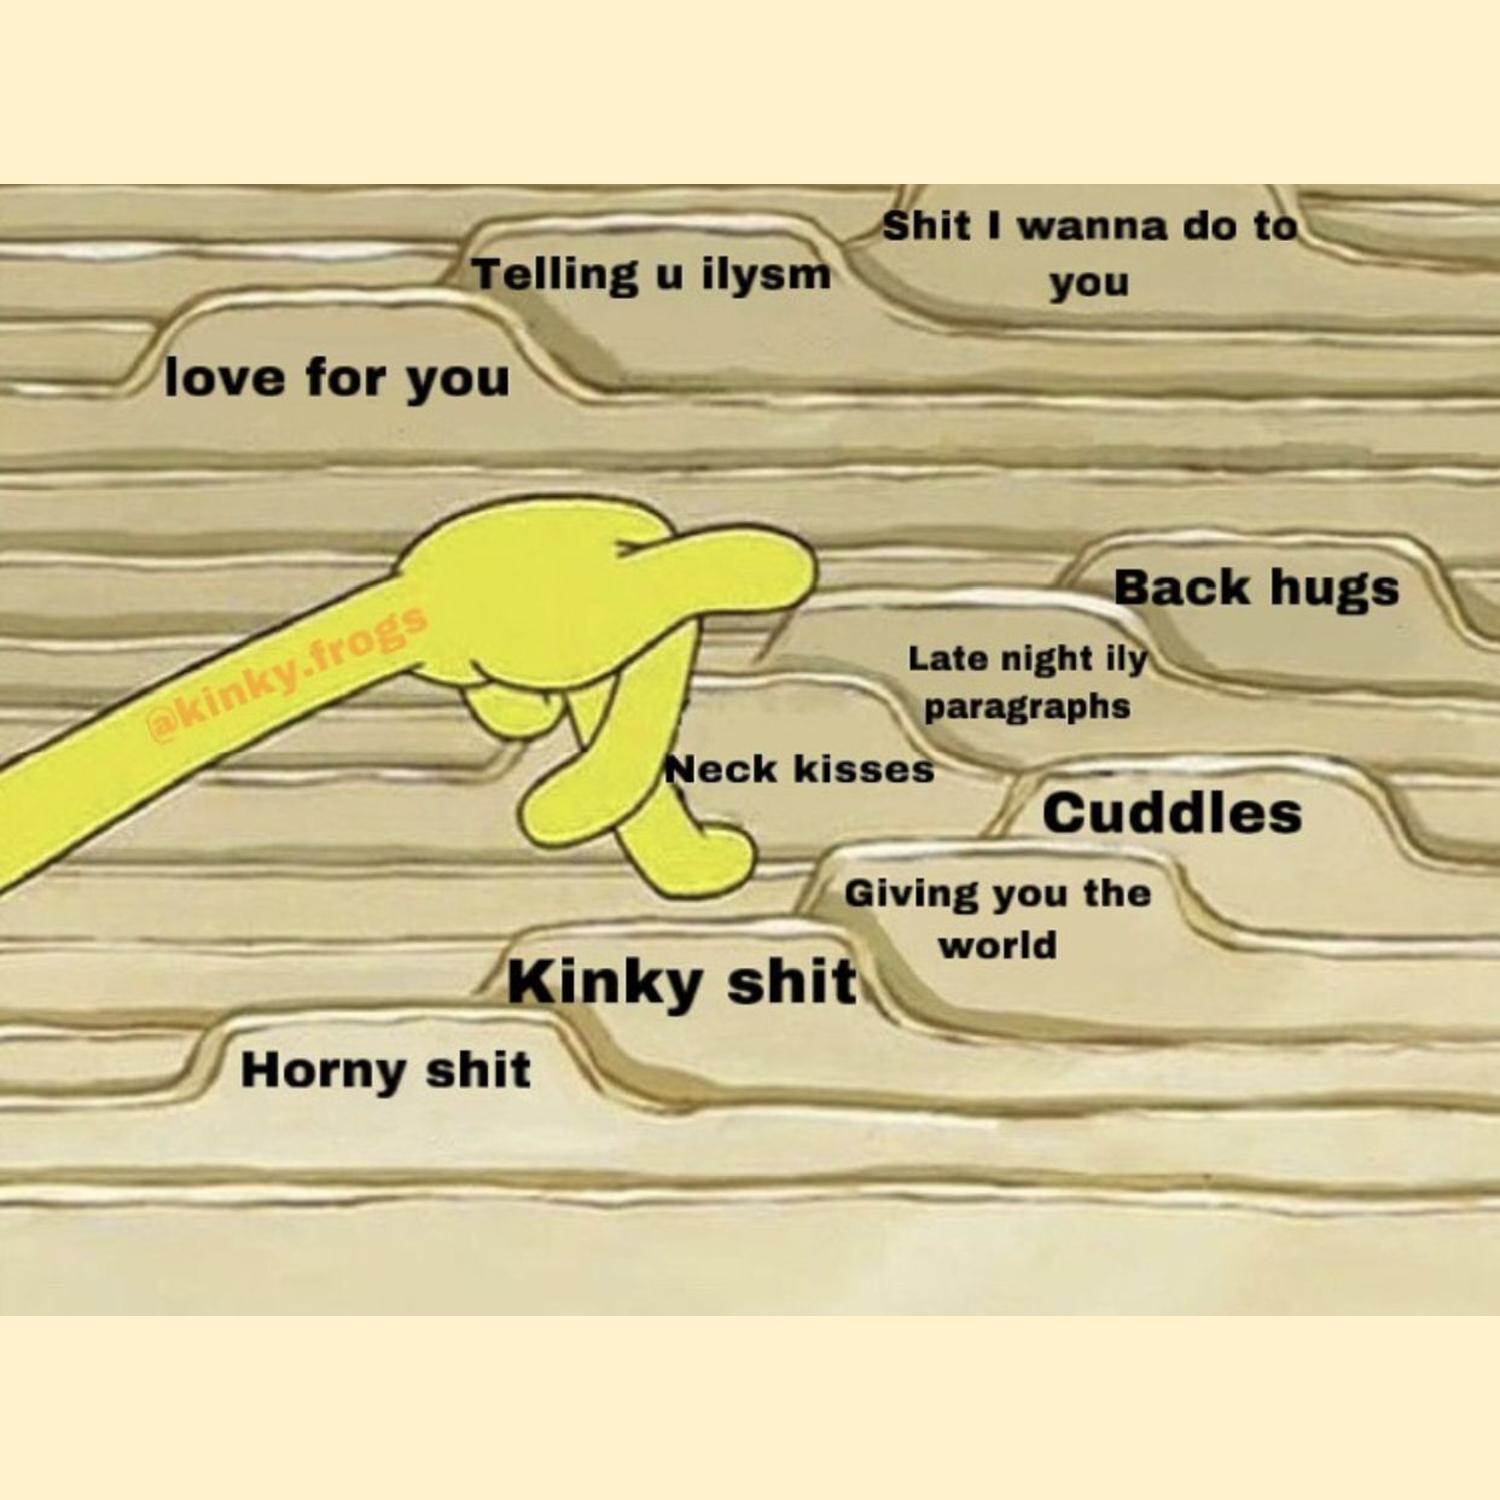 Shit I wanna do to
you
Telling u ilysm
love for you
Back hugs
@kinky.frogs
Late night ily
paragraphs
Neck kisses
Cuddles
Giving you the
world
Kinky shit
Horny shit